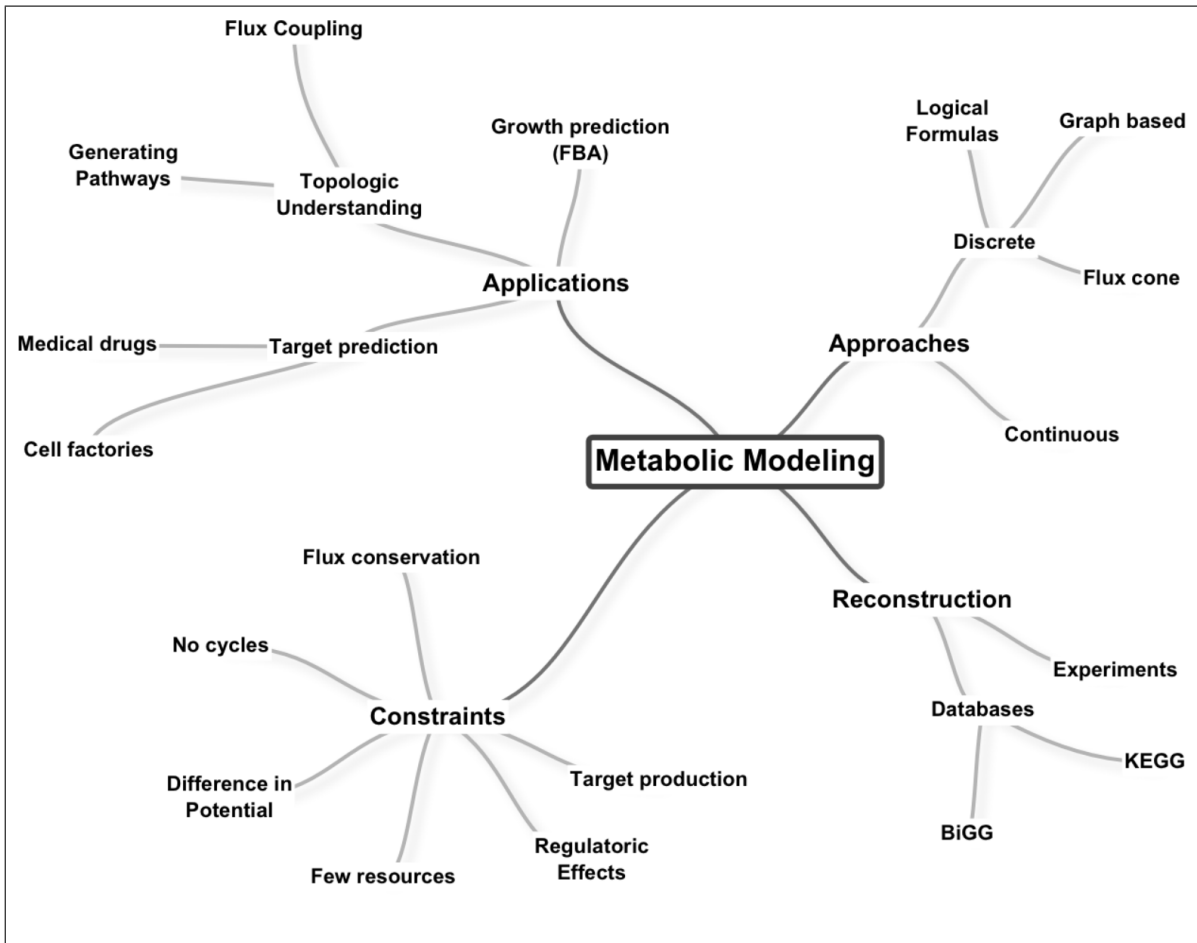 Flux Coupling
Growth prediction
(FBA)
Generating
Pathways
Topologic
Understanding
Applications
Medical drugs
Target prediction
Cell factories
Logical
Formulas
Graph based
Discrete
Flux cone
Approaches
Continuous
Metabolic Modeling
Flux conservation
No cycles
Constraints
Difference in
Potential
Few resources
Regulatoric
Effects
Target production
Reconstruction
Experiments
Databases
KEGG
BiGG